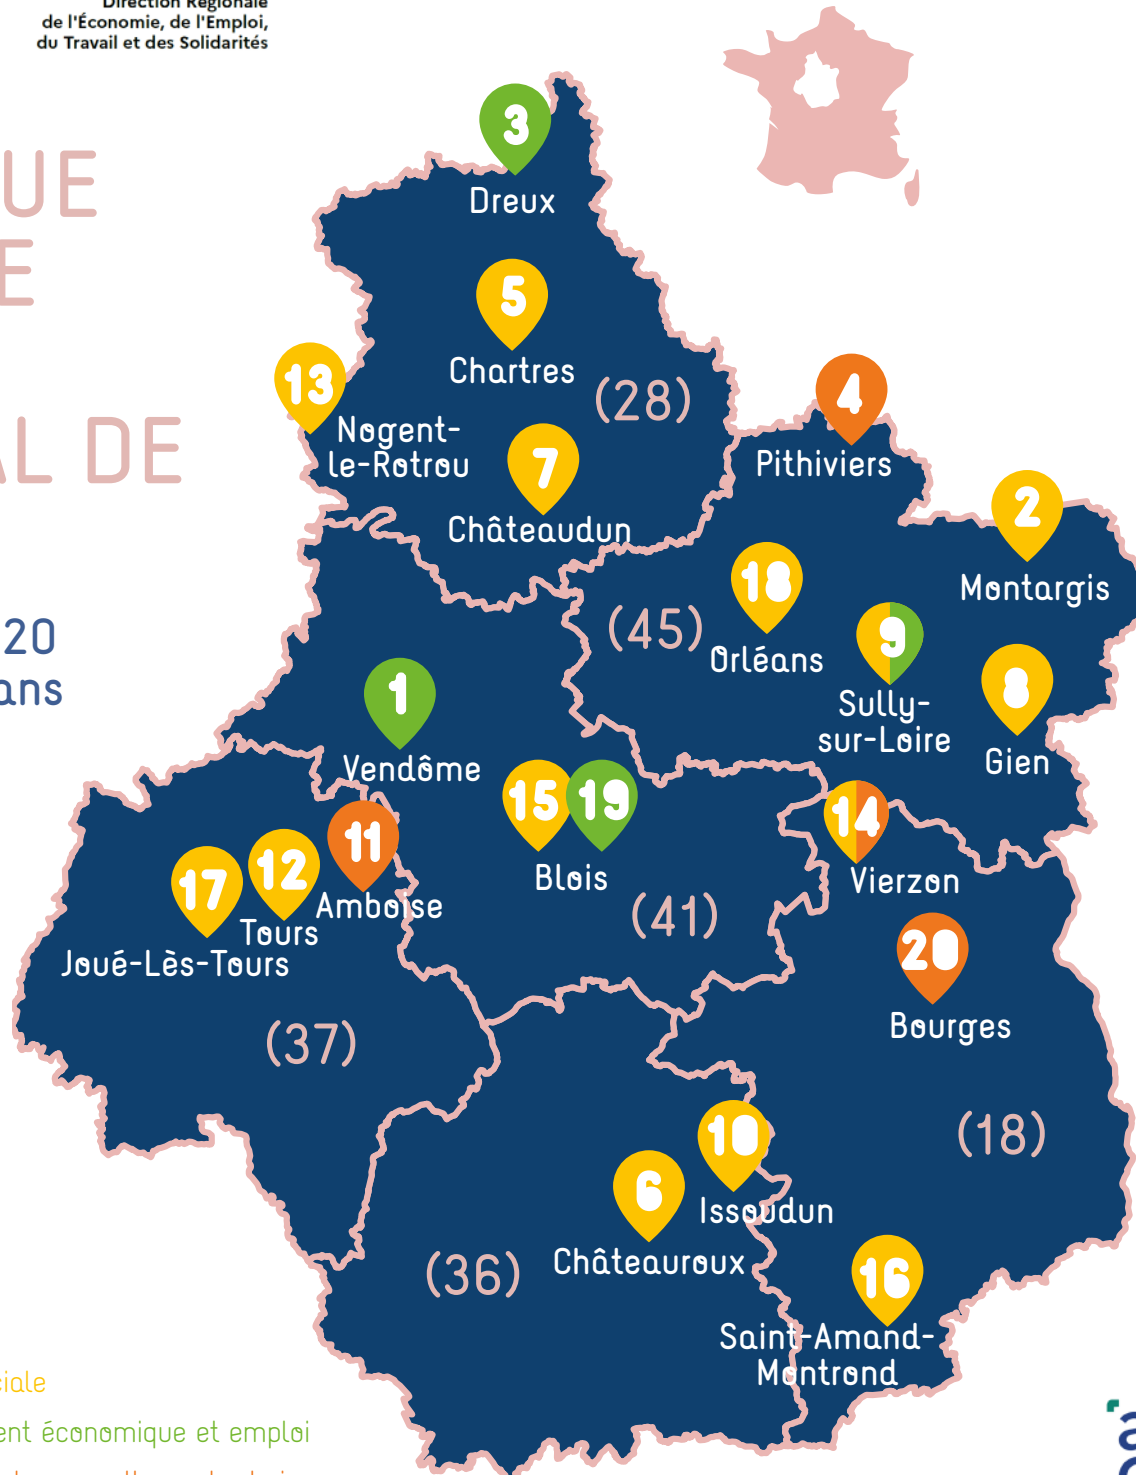 Direction Régionale
de l'Économie, de l'Emploi,
du Travail et des Solidarités
UE
E
AL DE
20
ans
3
Dreux
5
Chartres
(28)
13
Nogent-
le-Rotrou
7
Châteaudun
4
Pithiviers
2
Montargis
18
Orléans
(45)
9
Sully-
sur-Loire
8
Gien
1
Vendôme
15
19
Blois
(41)
14
Vierzon
17
Joué-Lès-Tours
12
Tours
11
Amboise
(37)
20
Bourges
(18)
10
Issoudun
6
Châteauroux
(36)
16
Saint-Amand-
Montrond
ciale
ent économique et emploi